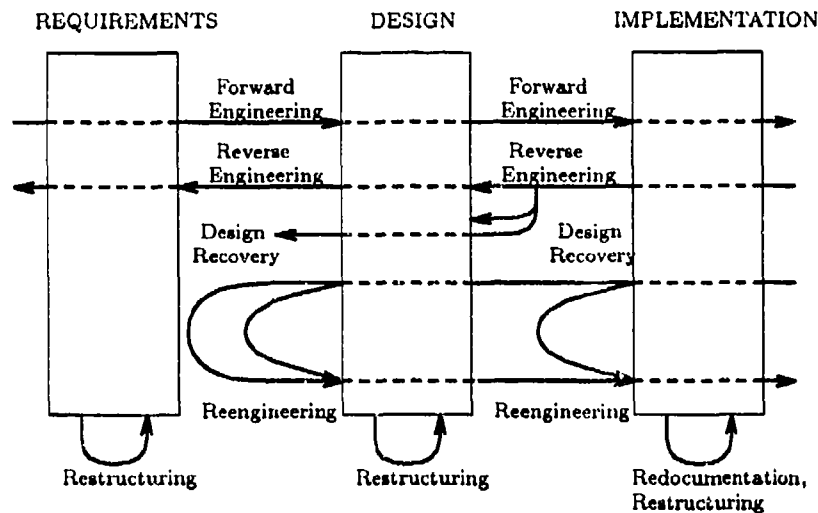 REQUIREMENTS
DESIGN
IMPLEMENTATION
Forward
Engineering
Forward
Engineering
Reverse
Engineering
Reverse
Engineering
Design
Recovery
Design
Recovery
Reengineering
Reengineering
Restructuring
Restructuring
Redocumentation,
Restructuring